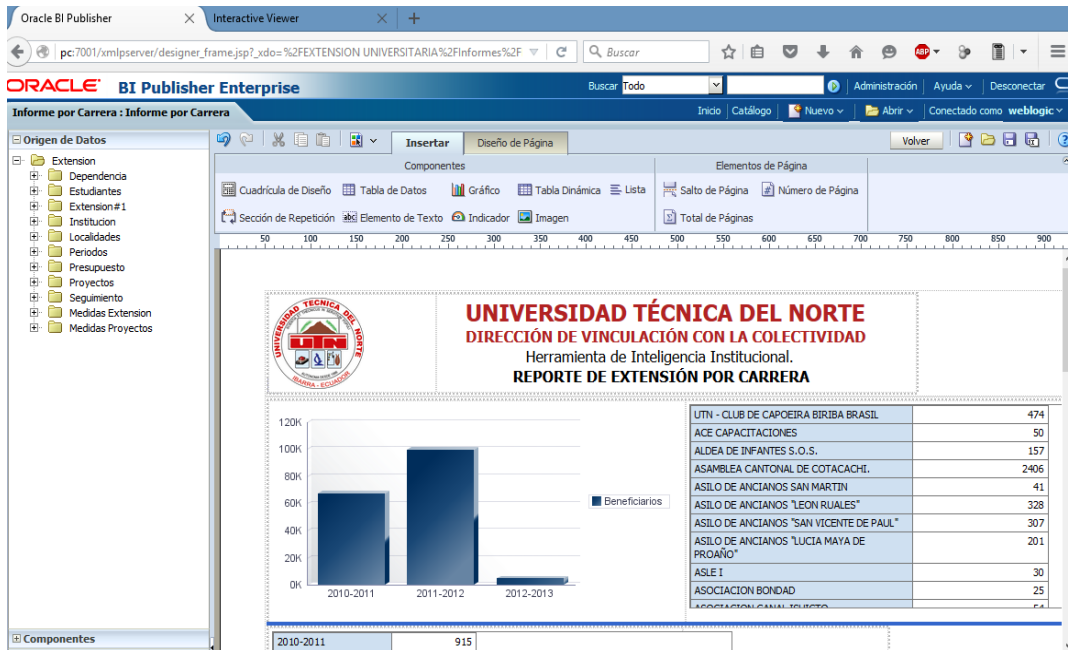 Oracle BI Publisher
Interactive Viewer
pc:7001/xmlpserver/designer_frame.jsp?_xdo=%2FEXTENSION UNIVERSITARIA%2FInformes%2F
Buscar
ABP
ORACLE BI Publisher Enterprise
Buscar Todo
Administración Ayuda Desconectar
Informe por Carrera : Informe por Carrera
Inicio Catálogo Nuevo Abrir Conectado como weblogic
Origen de Datos
Insertar
Diseño de Página
Volver
Componentes
Elementos de Página
Extension
Dependencia
Estudiantes
Extension#1
Institucion
Localidades
Periodos
Presupuesto
Proyectos
Seguimiento
Medidas Extension
Medidas Proyectos
Cuadrícula de Diseño Tabla de Datos Gráfico Tabla Dinámica Lista
Salto de Página Número de Página
Sección de Repetición Elemento de Texto Indicador Imagen
Total de Páginas
50 100 150 200 250 300 350 400 450 500 550 600 650 700 750 800 850 900
UNIVERSIDAD TECNICA DEL NORTE
UTN
IBARRA - ECUADOR
UNIVERSIDAD TÉCNICA DEL NORTE
DIRECCIÓN DE VINCULACIÓN CON LA COLECTIVIDAD
Herramienta de Inteligencia Institucional.
REPORTE DE EXTENSIÓN POR CARRERA
120K
100K
80K
60K
40K
20K
0K
2010-2011 2011-2012 2012-2013
Beneficiarios
UTN - CLUB DE CAPOEIRA BIRIBA BRASIL 474
ACE CAPACITACIONES 50
ALDEA DE INFANTES S.O.S. 157
ASAMBLEA CANTONAL DE COTACACHI. 2406
ASILO DE ANCIANOS SAN MARTIN 41
ASILO DE ANCIANOS "LEON RUALES" 328
ASILO DE ANCIANOS "SAN VICENTE DE PAUL" 307
ASILO DE ANCIANOS "LUCIA MAYA DE
PROAÑO" 201
ASLE I 30
ASOCIACION BONDAD 25
2010-2011 915
Componentes